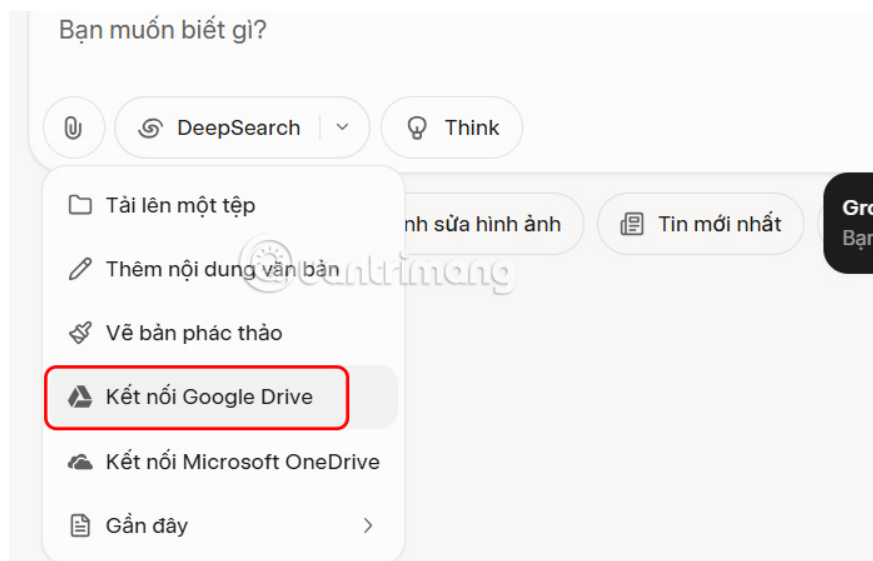 Bạn muốn biết gì?
DeepSearch
Think
Tải lên một tệp
nh sửa hình ảnh
Tin mới nhất
Gro
Bạn
Thêm nội dung văn bản
Quantrimang
Vẽ bản phác thảo
Kết nối Google Drive
Kết nối Microsoft OneDrive
Gần đây